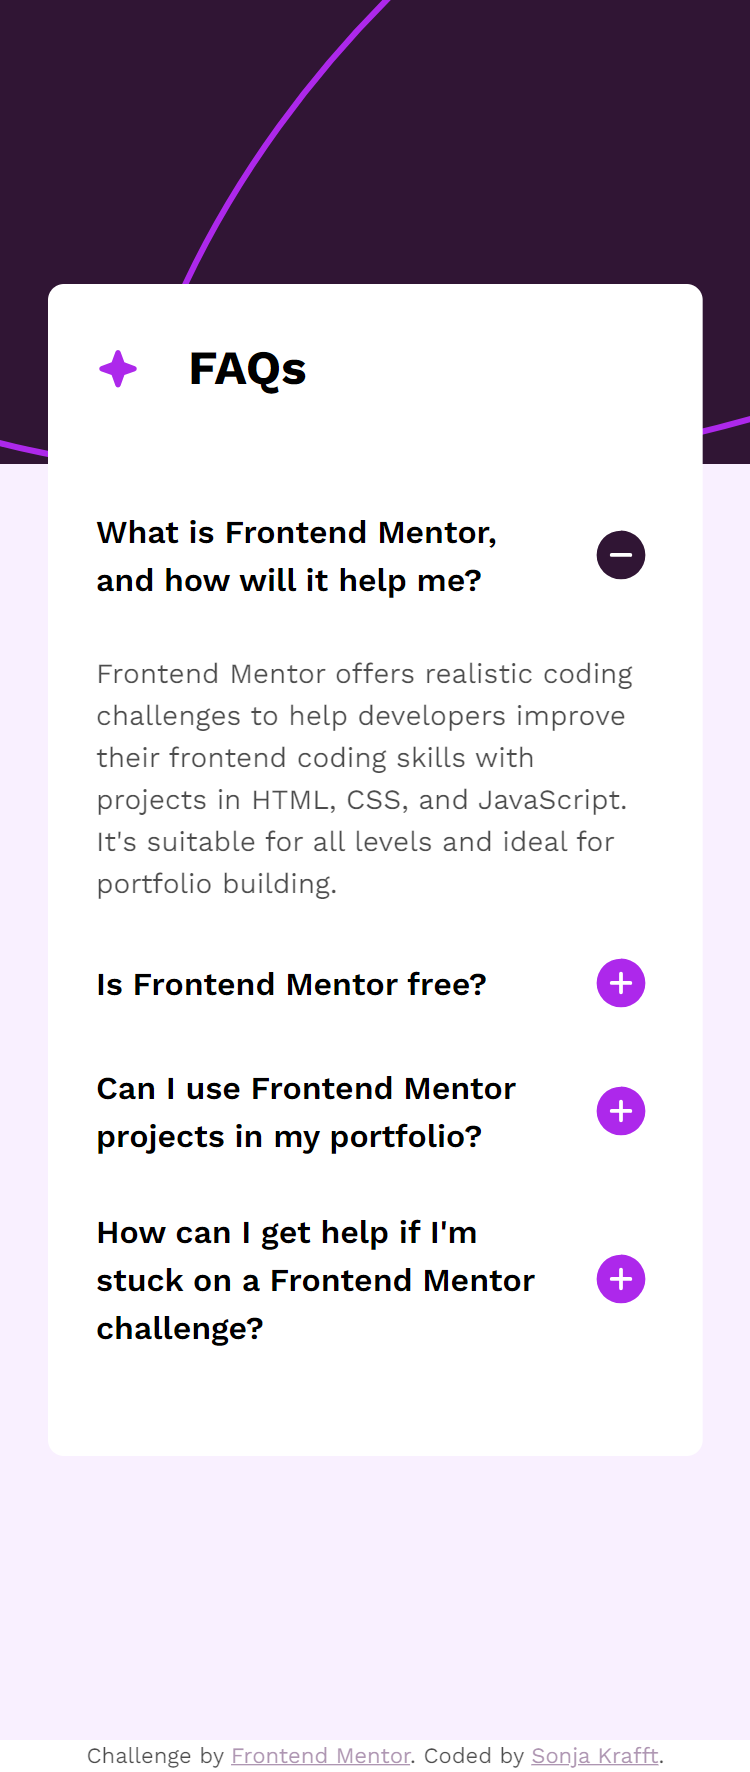 FAQs
What is Frontend Mentor,
and how will it help me?
Frontend Mentor offers realistic coding
challenges to help developers improve
their frontend coding skills with
projects in HTML, CSS, and JavaScript.
It's suitable for all levels and ideal for
portfolio building.
Is Frontend Mentor free?
Can I use Frontend Mentor
projects in my portfolio?
How can I get help if I'm
stuck on a Frontend Mentor
challenge?
Challenge by Frontend Mentor. Coded by Sonja Krafft.